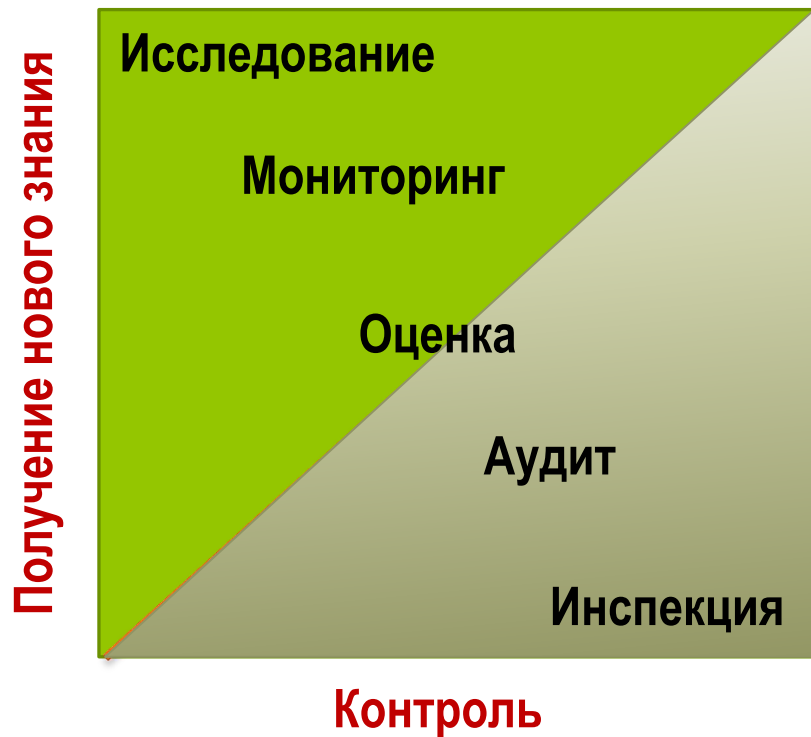 Получение нового знания
Исследование
Мониторинг
Оценка
Аудит
Инспекция
Контроль